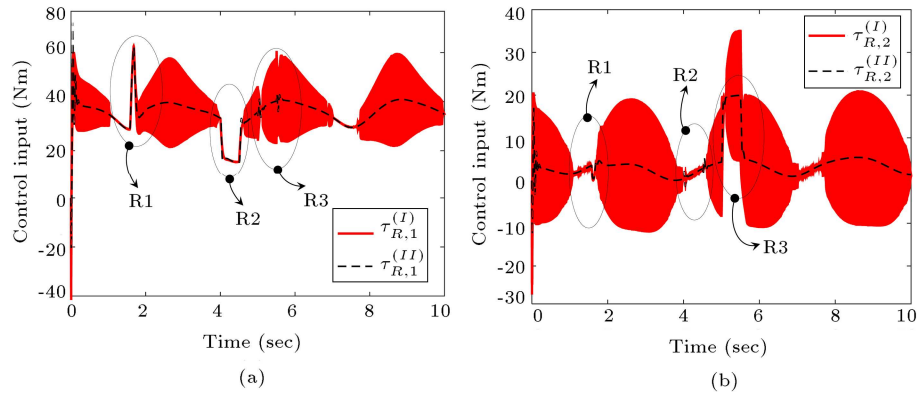 Control input (Nm)
80
60
40
20
0
-20
-40
R1
R2
R3
τ_{R,1}^{(I)}
τ_{R,1}^{(II)}
0 2 4 6 8 10
Time (sec)
(a)
Control input (Nm)
40
30
20
10
0
-10
-20
30
R1
R2
R3
τ_{R,2}^{(I)}
τ_{R,2}^{(II)}
0 2 4 6 8 10
Time (sec)
(b)